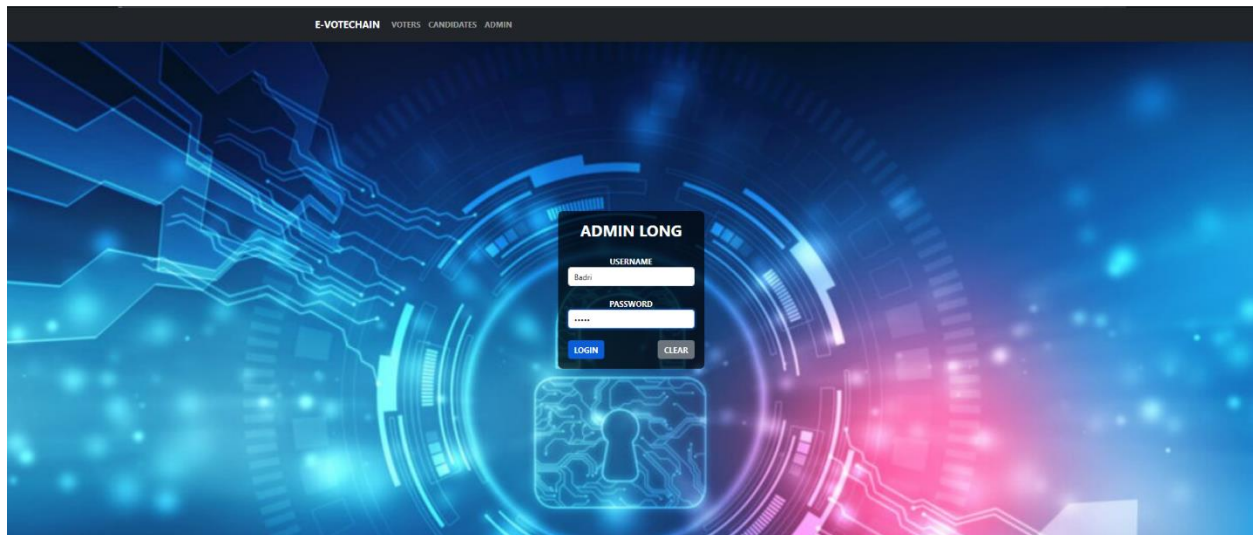 E-VOTECHAIN VOTERS CANDIDATES ADMIN
ADMIN LONG
USERNAME
Badri
PASSWORD
•••••
LOGIN CLEAR